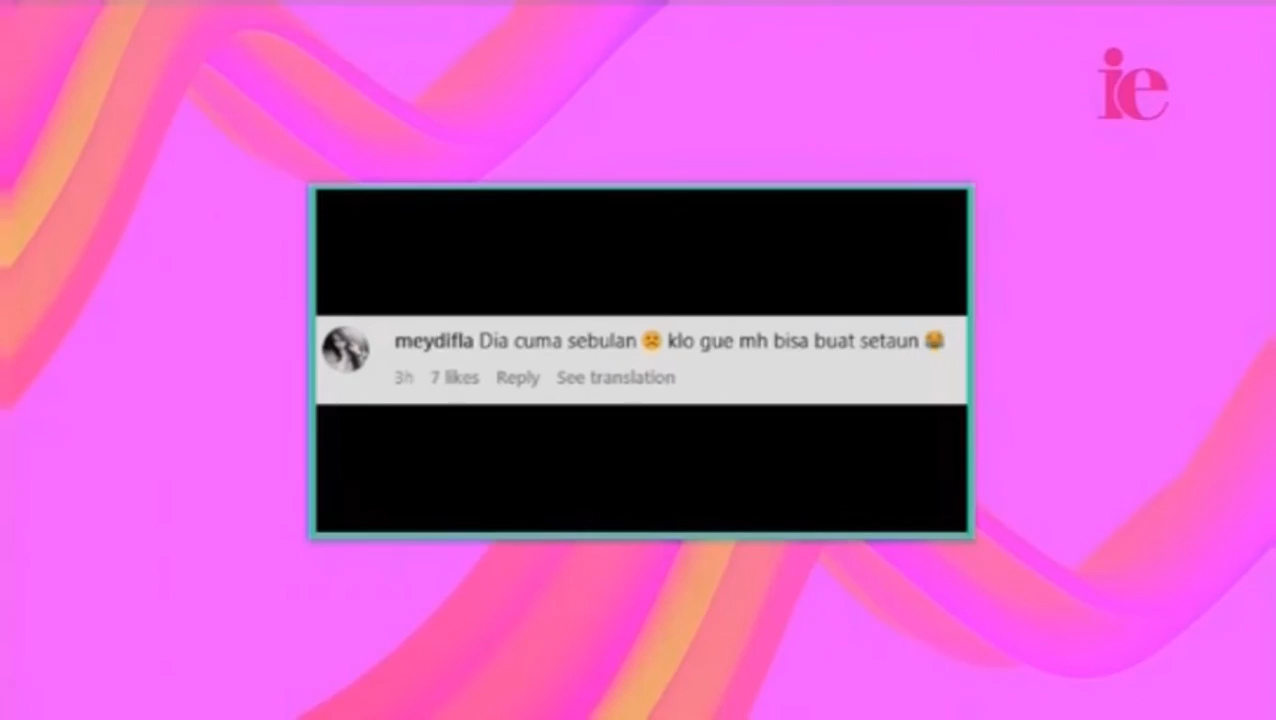 ie
meydifla Dia cuma sebulan ☹️ klo gue mh bisa buat setaun 😂
3h 7 likes Reply See translation